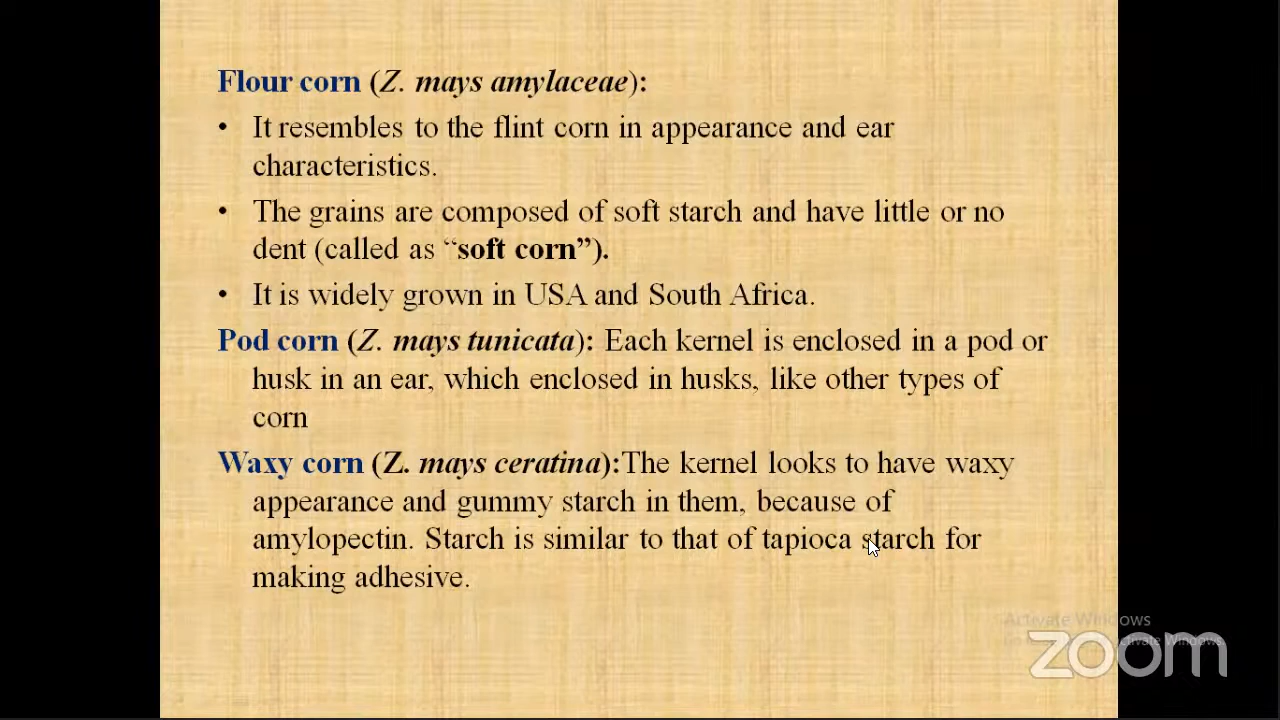 Flour corn (Z. mays amylaceae):
• It resembles to the flint corn in appearance and ear
characteristics.
• The grains are composed of soft starch and have little or no
dent (called as “soft corn”).
• It is widely grown in USA and South Africa.
Pod corn (Z. mays tunicata): Each kernel is enclosed in a pod or
husk in an ear, which enclosed in husks, like other types of
corn
Waxy corn (Z. mays ceratina):The kernel looks to have waxy
appearance and gummy starch in them, because of
amylopectin. Starch is similar to that of tapioca starch for
making adhesive.
Activate Windows
Activate Windows.
zoom